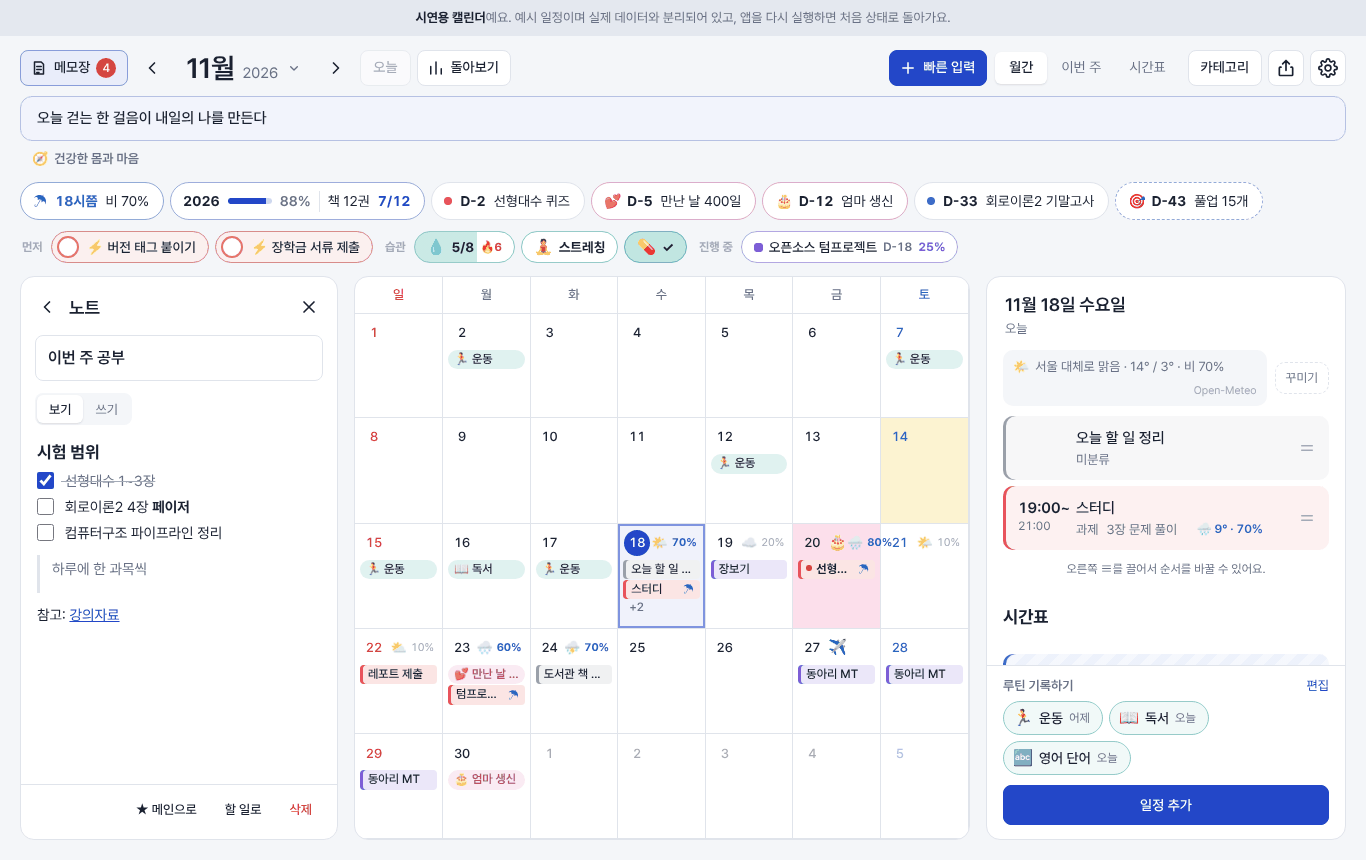 시연용 캘린더예요. 예시 일정이며 실제 데이터와 분리되어 있고, 앱을 다시 실행하면 처음 상태로 돌아가요.
메모장 4
11월 2026
오늘
돌아보기
+ 빠른 입력
월간
이번 주
시간표
카테고리
오늘 걷는 한 걸음이 내일의 나를 만든다
🧭 건강한 몸과 마음
☂ 18시쯤 비 70%
2026 88% 책 12권 7/12
D-2 선형대수 퀴즈
💕 D-5 만난 날 400일
🎂 D-12 엄마 생신
D-33 회로이론2 기말고사
🎯 D-43 풀업 15개
먼저
⚡ 버전 태그 붙이기
⚡ 장학금 서류 제출
습관
💧 5/8 🔥6
🧘 스트레칭
💊 ✓
진행 중
오픈소스 텀프로젝트 D-18 25%
노트
이번 주 공부
보기 쓰기
시험 범위
선형대수 1~3장
회로이론2 4장 페이저
컴퓨터구조 파이프라인 정리
하루에 한 과목씩
참고: 강의자료
★ 메인으로 할 일로 삭제
일 월 화 수 목 금 토
1 2 3 4 5 6 7
🏃 운동 🏃 운동
8 9 10 11 12 13 14
🏃 운동
15 16 17 18 70% 19 20% 20 80% 21 10%
🏃 운동 📖 독서 🏃 운동 오늘 할 일 ... 장보기 선형...
스터디
+2
22 10% 23 60% 24 70% 25 26 27 28
레포트 제출 💕 만난 날 ... 도서관 책 ... 동아리 MT 동아리 MT
텀프로...
29 30 1 2 3 4 5
동아리 MT 🎂 엄마 생신
11월 18일 수요일
오늘
서울 대체로 맑음 · 14° / 3° · 비 70%
Open-Meteo
꾸미기
오늘 할 일 정리
미분류
19:00~ 스터디
21:00 과제 3장 문제 풀이 9° · 70%
오른쪽 ＝를 끌어서 순서를 바꿀 수 있어요.
시간표
루틴 기록하기 편집
🏃 운동 어제
📖 독서 오늘
🔤 영어 단어 오늘
일정 추가